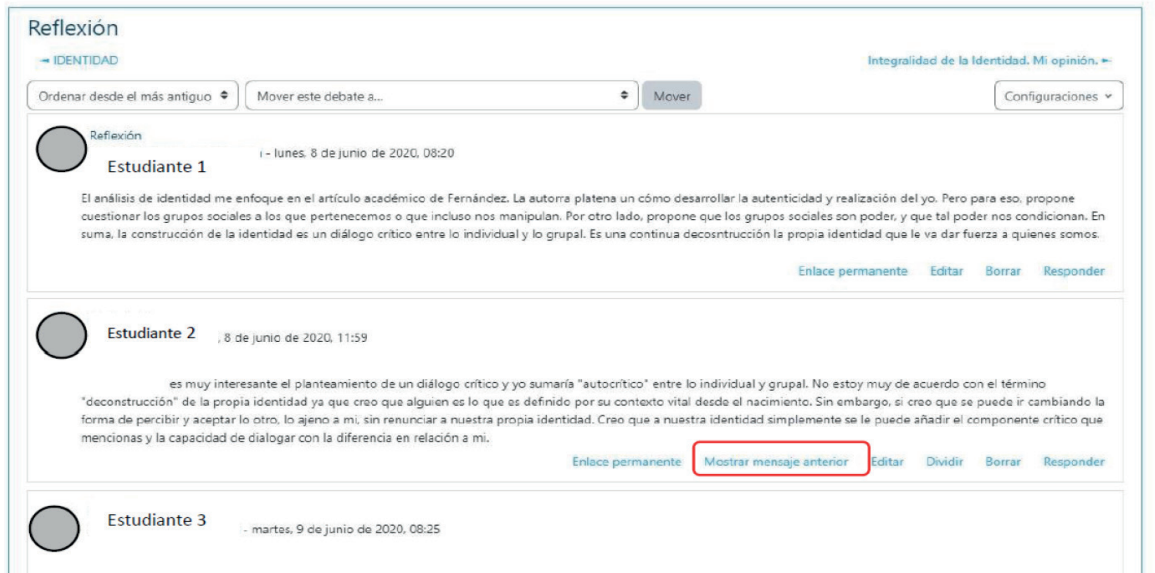 Reflexión
IDENTIDAD
Integralidad de la Identidad. Mi opinión.
Ordenar desde el más antiguo Mover este debate a... Mover Configuraciones
Reflexión
- lunes, 8 de junio de 2020, 08:20
Estudiante 1
El análisis de identidad me enfoque en el artículo académico de Fernández. La autorra platena un cómo desarrollar la autenticidad y realización del yo. Pero para eso, propone
cuestionar los grupos sociales a los que pertenecemos o que incluso nos manipulan. Por otro lado, propone que los grupos sociales son poder, y que tal poder nos condicionan. En
suma, la construcción de la identidad es un diálogo crítico entre lo individual y lo grupal. Es una continua decosntrucción la propia identidad que le va dar fuerza a quienes somos.
Enlace permanente Editar Borrar Responder
Estudiante 2 , 8 de junio de 2020, 11:59
es muy interesante el planteamiento de un diálogo crítico y yo sumaría "autocrítico" entre lo individual y grupal. No estoy muy de acuerdo con el término
"deconstrucción" de la propia identidad ya que creo que alguien es lo que es definido por su contexto vital desde el nacimiento. Sin embargo, si creo que se puede ir cambiando la
forma de percibir y aceptar lo otro, lo ajeno a mi, sin renunciar a nuestra propia identidad. Creo que a nuestra identidad simplemente se le puede añadir el componente crítico que
mencionas y la capacidad de dialogar con la diferencia en relación a mi.
Enlace permanente Mostrar mensaje anterior Editar Dividir Borrar Responder
Estudiante 3 - martes, 9 de junio de 2020, 08:25